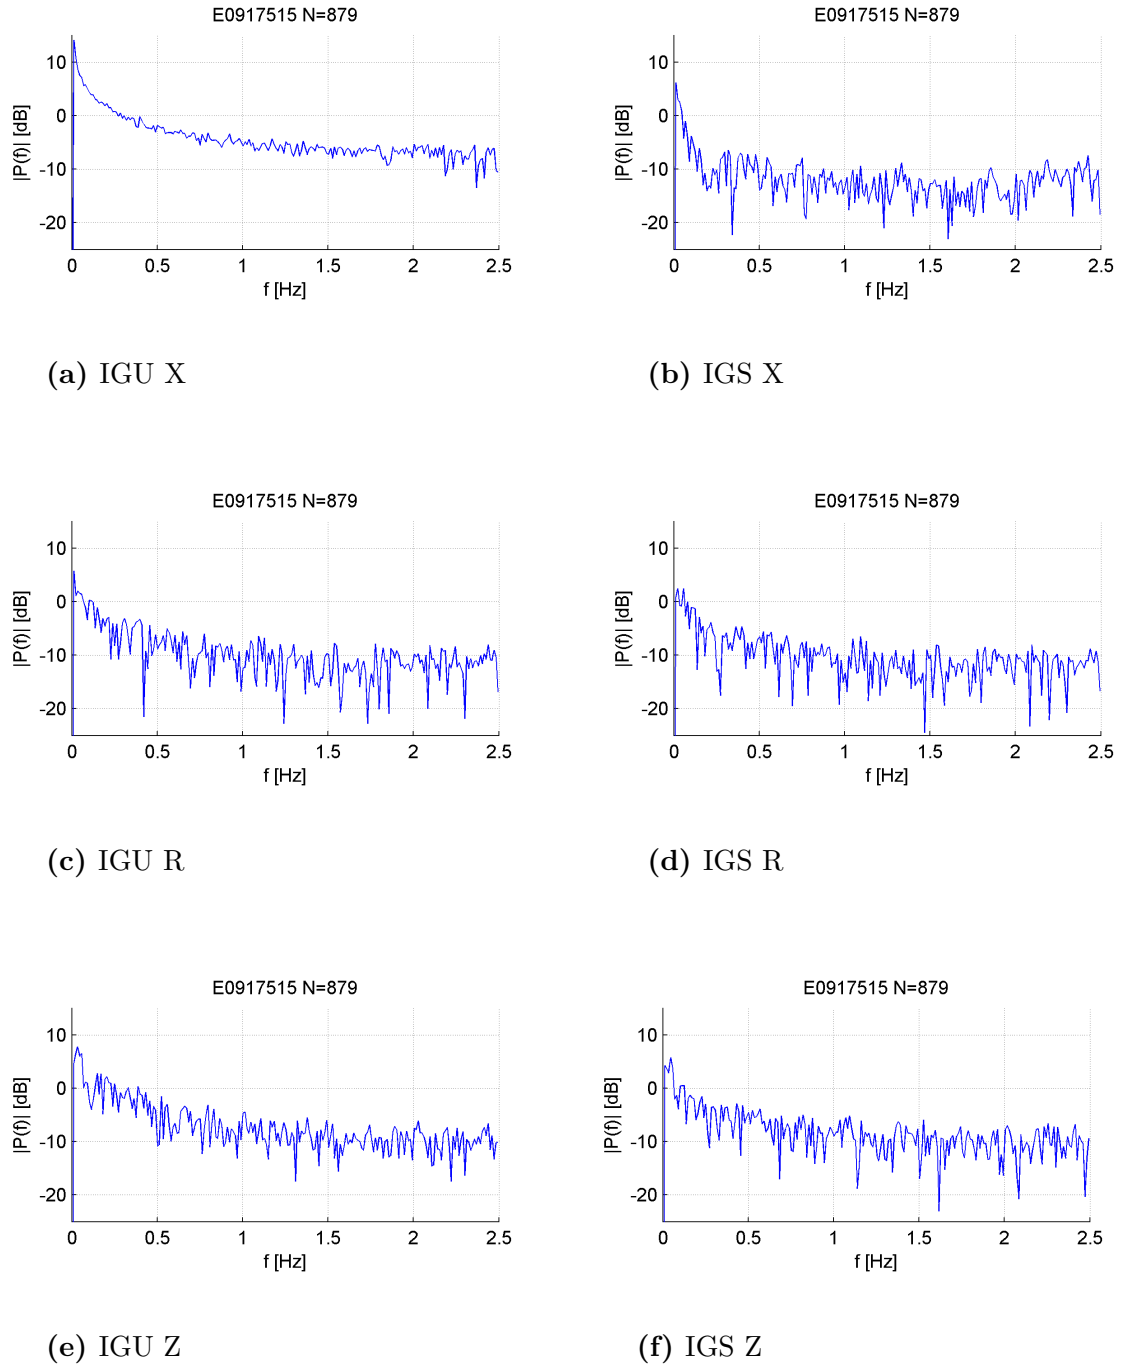 E0917515 N=879
|P(f)| [dB]
10
0
-10
-20
0 0.5 1 1.5 2 2.5
f [Hz]
(a) IGU X
E0917515 N=879
|P(f)| [dB]
10
0
-10
-20
0 0.5 1 1.5 2 2.5
f [Hz]
(b) IGS X
E0917515 N=879
|P(f)| [dB]
10
0
-10
-20
0 0.5 1 1.5 2 2.5
f [Hz]
(c) IGU R
E0917515 N=879
|P(f)| [dB]
10
0
-10
-20
0 0.5 1 1.5 2 2.5
f [Hz]
(d) IGS R
E0917515 N=879
|P(f)| [dB]
10
0
-10
-20
0 0.5 1 1.5 2 2.5
f [Hz]
(e) IGU Z
E0917515 N=879
|P(f)| [dB]
10
0
-10
-20
0 0.5 1 1.5 2 2.5
f [Hz]
(f) IGS Z